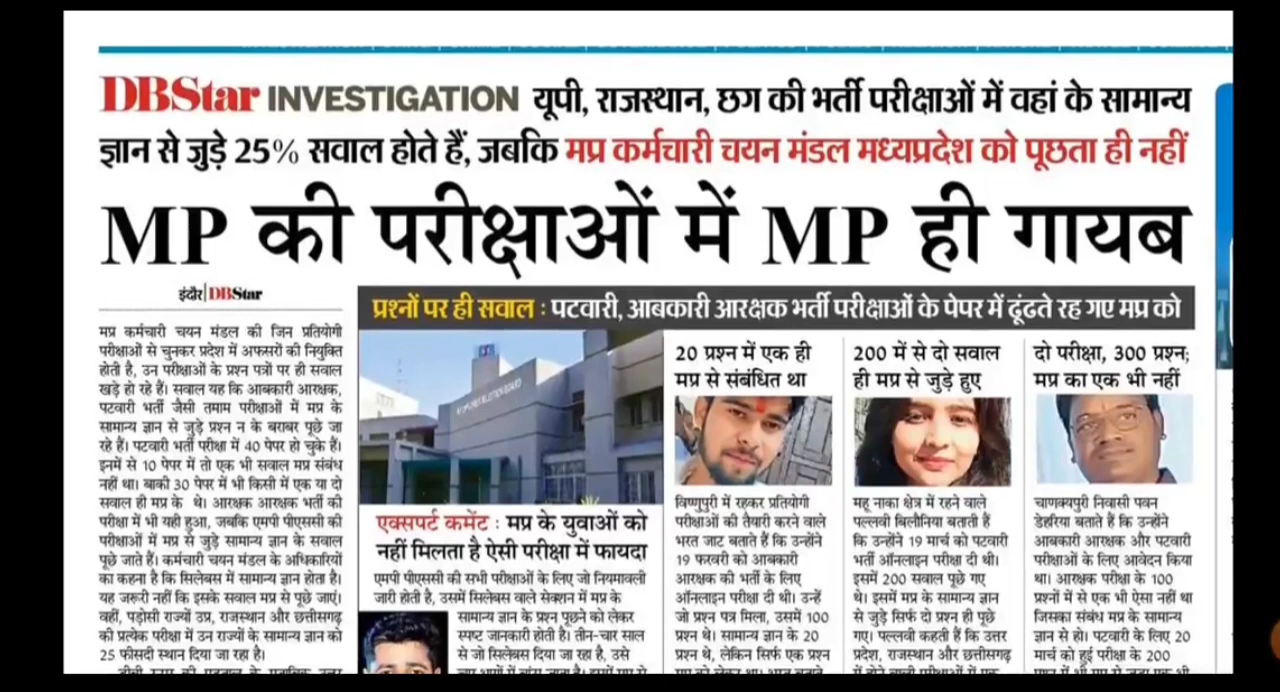 DBStar INVESTIGATION यूपी, राजस्थान, छग की भर्ती परीक्षाओं में वहां के सामान्य
ज्ञान से जुड़े 25% सवाल होते हैं, जबकि मप्र कर्मचारी चयन मंडल मध्यप्रदेश को पूछता ही नहीं
MP की परीक्षाओं में MP ही गायब
इंदौर|DBStar
मप्र कर्मचारी चयन मंडल की जिन प्रतियोगी
परीक्षाओं से चुनकर प्रदेश में अफसरों की नियुक्ति
होती है, उन परीक्षाओं के प्रश्न पत्रों पर ही सवाल
खड़े हो रहे हैं। सवाल यह कि आबकारी आरक्षक,
पटवारी भर्ती जैसी तमाम परीक्षाओं में मप्र के
सामान्य ज्ञान से जुड़े प्रश्न न के बराबर पूछे जा
रहे हैं। पटवारी भर्ती परीक्षा में 40 पेपर हो चुके हैं।
इनमें से 10 पेपर में तो एक भी सवाल मप्र संबंध
नहीं था। बाकी 30 पेपर में भी किसी में एक या दो
सवाल ही मप्र के थे। आरक्षक आरक्षक भर्ती की
परीक्षा में भी यही हुआ, जबकि एमपी पीएससी की
परीक्षाओं में मप्र से जुड़े सामान्य ज्ञान के सवाल
पूछे जाते हैं। कर्मचारी चयन मंडल के अधिकारियों
का कहना है कि सिलेबस में सामान्य ज्ञान होता है।
यह जरूरी नहीं कि इसके सवाल मप्र से पूछे जाएं।
वहीं, पड़ोसी राज्यों उप्र, राजस्थान और छत्तीसगढ़
की प्रत्येक परीक्षा में उन राज्यों के सामान्य ज्ञान को
25 फीसदी स्थान दिया जा रहा है।
प्रश्नों पर ही सवाल : पटवारी, आबकारी आरक्षक भर्ती परीक्षाओं के पेपर में ढूंढते रह गए मप्र को
एक्सपर्ट कमेंट : मप्र के युवाओं को
नहीं मिलता है ऐसी परीक्षा में फायदा
एमपी पीएससी की सभी परीक्षाओं के लिए जो नियमावली
जारी होती है, उसमें सिलेबस वाले सेक्शन में मप्र के
सामान्य ज्ञान के प्रश्न पूछने को लेकर
स्पष्ट जानकारी होती है। तीन-चार साल
से जो सिलेबस दिया जा रहा है, उसे
20 प्रश्न में एक ही
मप्र से संबंधित था
विष्णुपुरी में रहकर प्रतियोगी
परीक्षाओं की तैयारी करने वाले
भरत जाट बताते हैं कि उन्होंने
19 फरवरी को आबकारी
आरक्षक की भर्ती के लिए
ऑनलाइन परीक्षा दी थी। उन्हें
जो प्रश्न पत्र मिला, उसमें 100
प्रश्न थे। सामान्य ज्ञान के 20
प्रश्न थे, लेकिन सिर्फ एक प्रश्न
200 में से दो सवाल
ही मप्र से जुड़े हुए
महू नाका क्षेत्र में रहने वाले
पल्लवी बिलौनिया बताती हैं
कि उन्होंने 19 मार्च को पटवारी
भर्ती ऑनलाइन परीक्षा दी थी।
इसमें 200 सवाल पूछे गए
थे। इसमें मप्र के सामान्य ज्ञान
से जुड़े सिर्फ दो प्रश्न ही पूछे
गए। पल्लवी कहती हैं कि उत्तर
प्रदेश, राजस्थान और छत्तीसगढ़
दो परीक्षा, 300 प्रश्न;
मप्र का एक भी नहीं
चाणक्यपुरी निवासी पवन
डेहरिया बताते हैं कि उन्होंने
आबकारी आरक्षक और पटवारी
परीक्षाओं के लिए आवेदन किया
था। आरक्षक परीक्षा के 100
प्रश्नों में से एक भी ऐसा नहीं था
जिसका संबंध मप्र के सामान्य
ज्ञान से हो। पटवारी के लिए 20
मार्च को हुई परीक्षा के 200